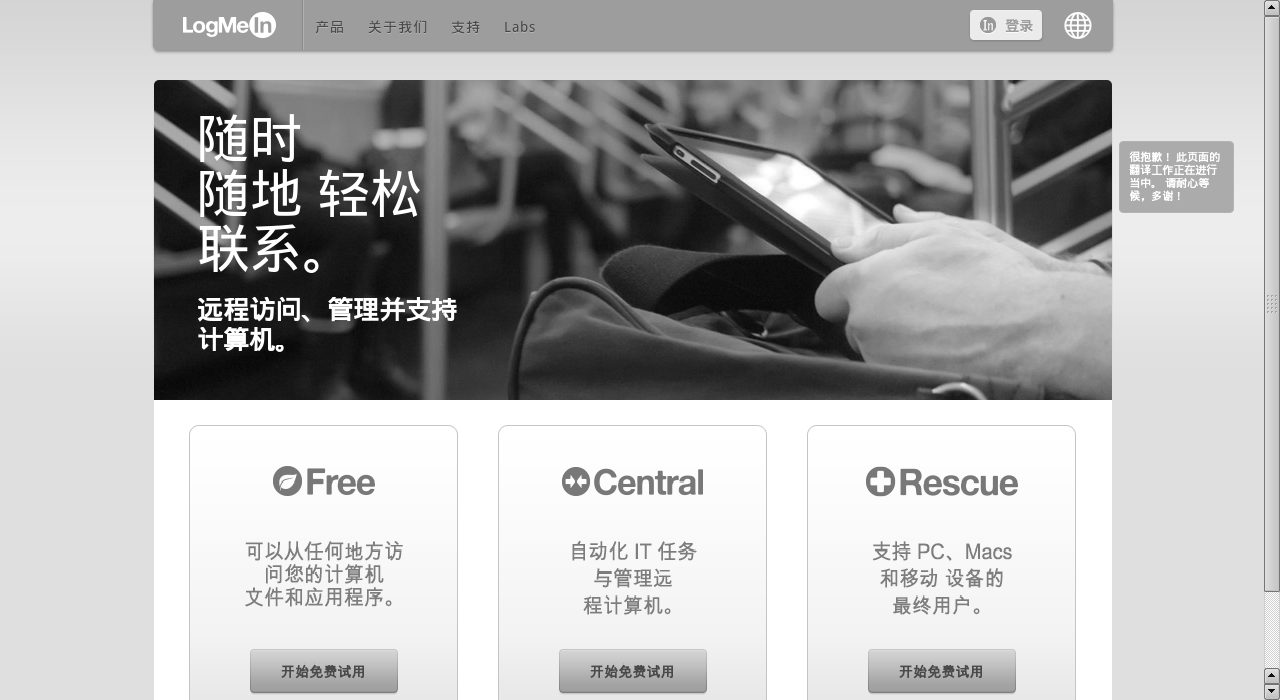 LogMeIn
产品 关于我们 支持 Labs
In 登录
随时
随地 轻松
联系。
远程访问、管理并支持
计算机。
很抱歉！ 此页面的
翻译工作正在进行
当中。 请耐心等
候，多谢！
Free
可以从任何地方访
问您的计算机
文件和应用程序。
开始免费试用
Central
自动化 IT 任务
与管理远
程计算机。
开始免费试用
Rescue
支持 PC、Macs
和移动 设备的
最终用户。
开始免费试用